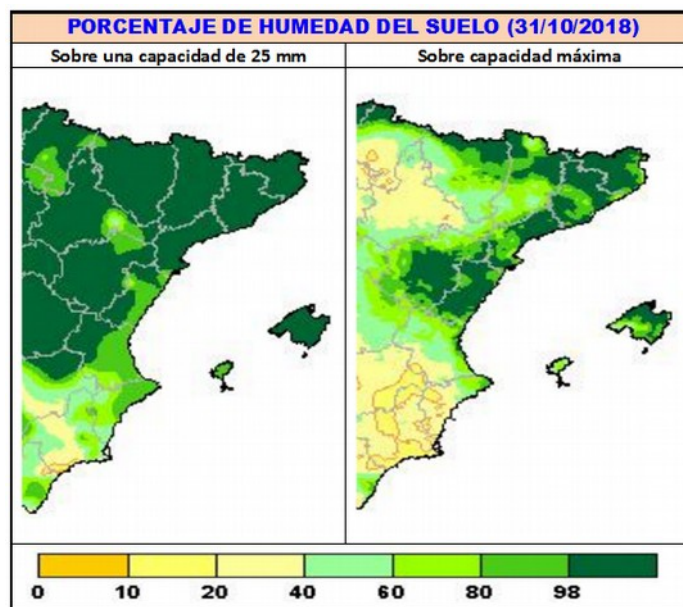 PORCENTAJE DE HUMEDAD DEL SUELO (31/10/2018)
Sobre una capacidad de 25 mm
Sobre capacidad máxima
0 10 20 40 60 80 98